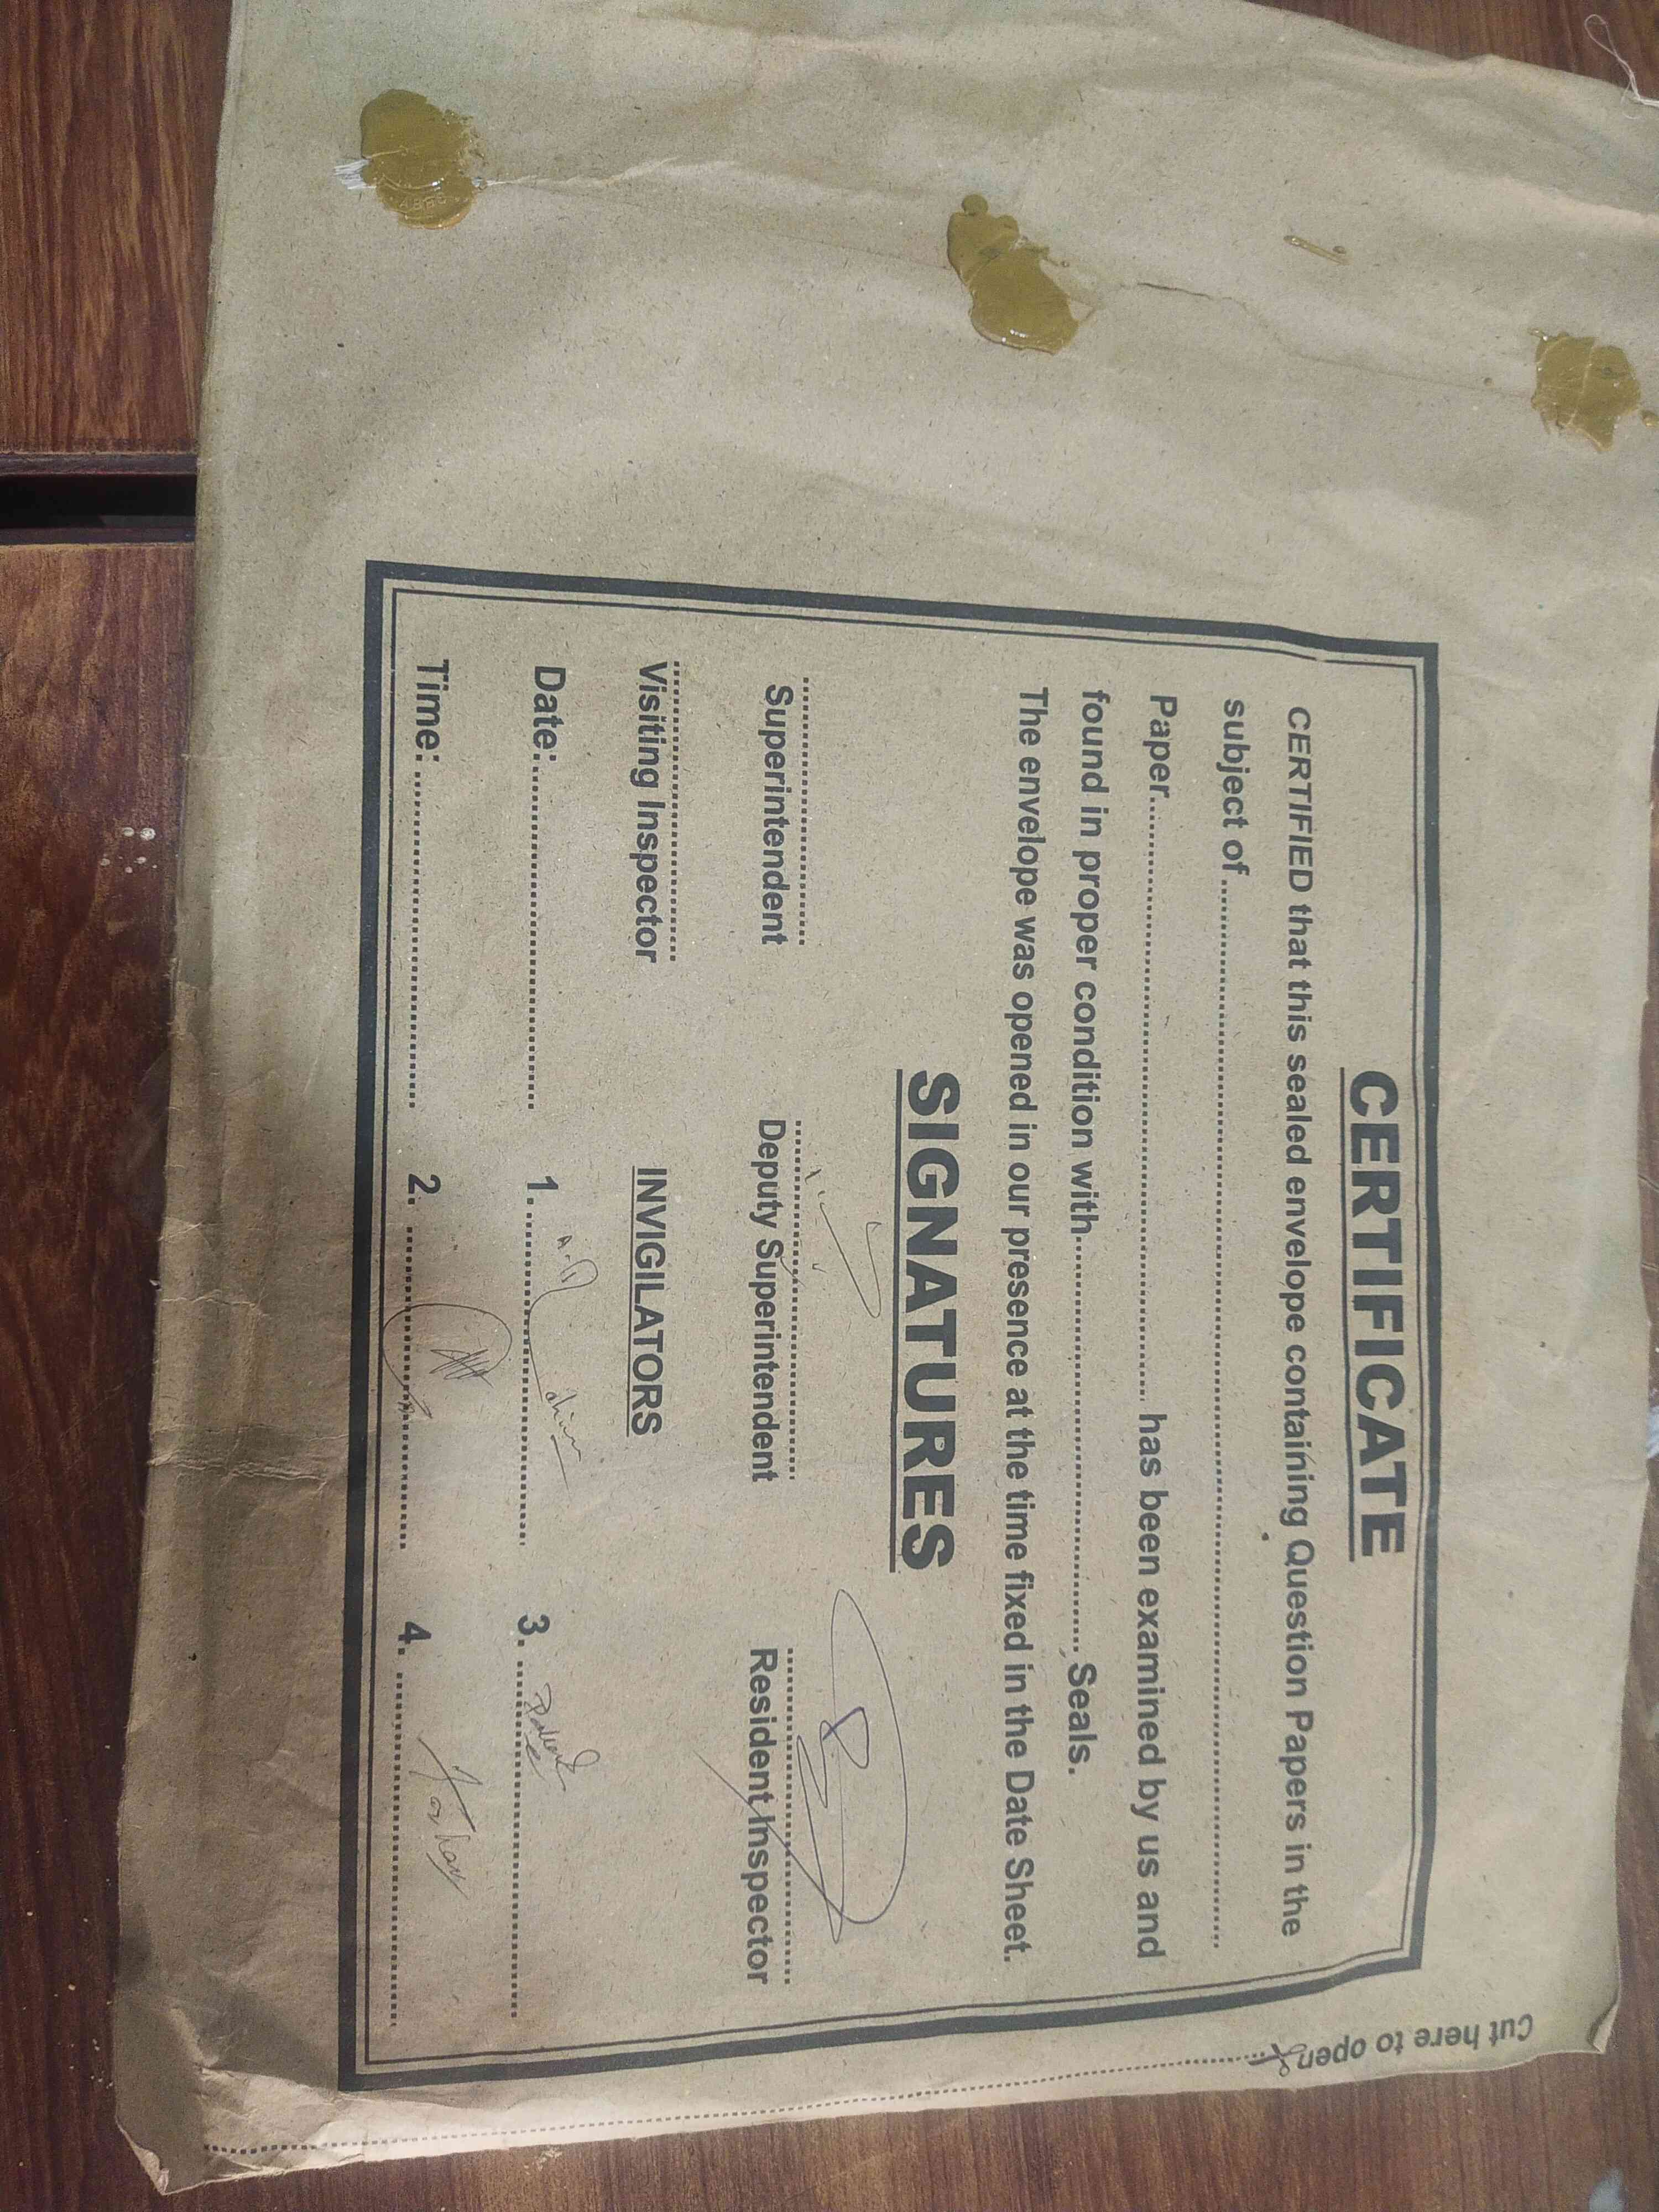 CERTIFICATE
CERTIFIED that this sealed envelope containing Question Papers in the
subject of ..........................................................................
Paper.............................................. has been examined by us and
found in proper condition with.............................. Seals.
The envelope was opened in our presence at the time fixed in the Date Sheet.
SIGNATURES
Superintendent Deputy Superintendent Resident Inspector
Visiting Inspector INVIGILATORS
Date:.............................. 1. .............................. 3. ..............................
Time: .............................. 2. .............................. 4. ..............................
Cut here to open